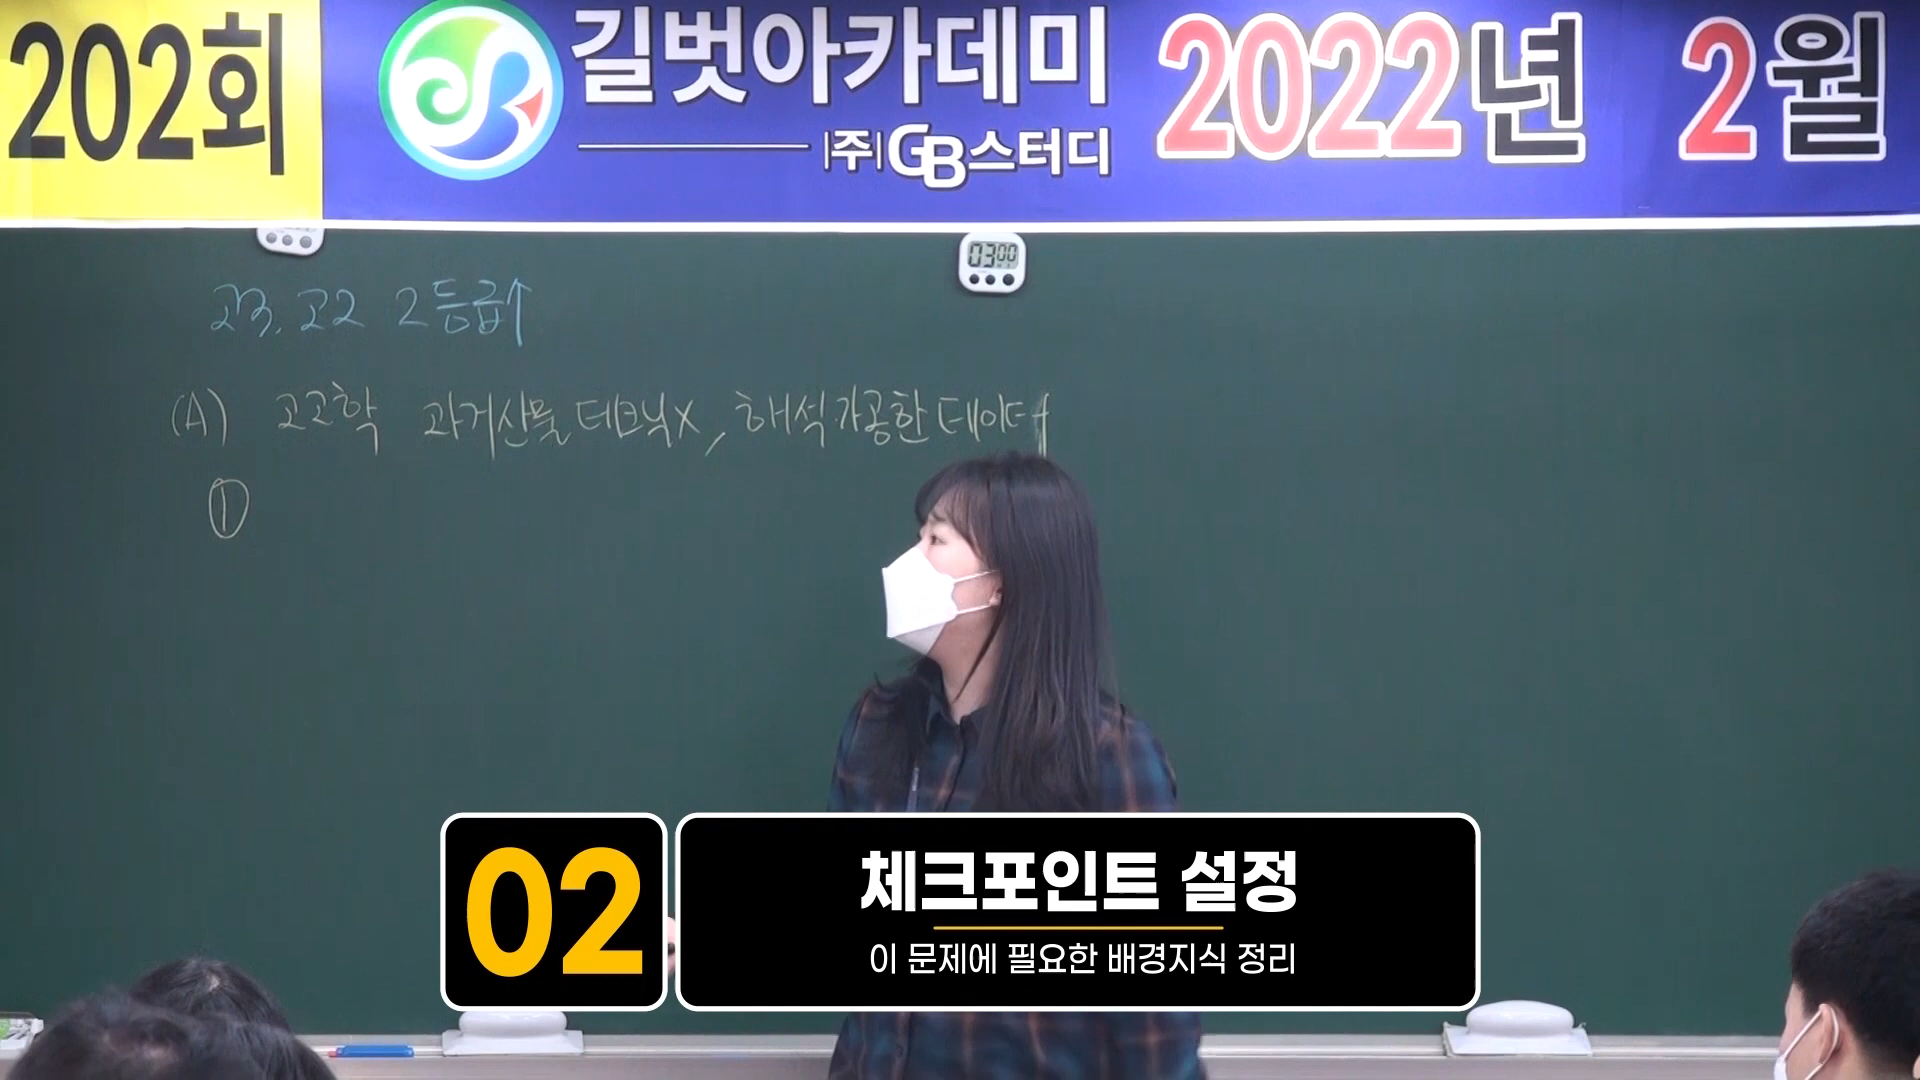 202회
길벗아카데미
|주|GB스터디
2022년 2월
03 00
고3, 고2 2등급↑
(A) 고고학 과거산물 테크닉X, 해석가공한 데이터
①
02
체크포인트 설정
이 문제에 필요한 배경지식 정리